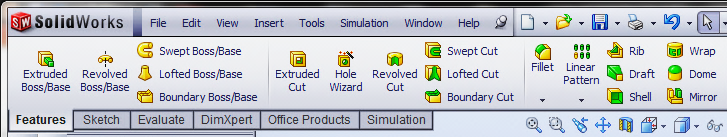 SW SolidWorks File Edit View Insert Tools Simulation Window Help
Extruded Boss/Base Revolved Boss/Base Swept Boss/Base
Lofted Boss/Base
Boundary Boss/Base
Extruded Cut Hole Wizard Revolved Cut Swept Cut
Lofted Cut
Boundary Cut
Fillet Linear Pattern Rib Wrap
Draft Dome
Shell Mirror
Features Sketch Evaluate DimXpert Office Products Simulation